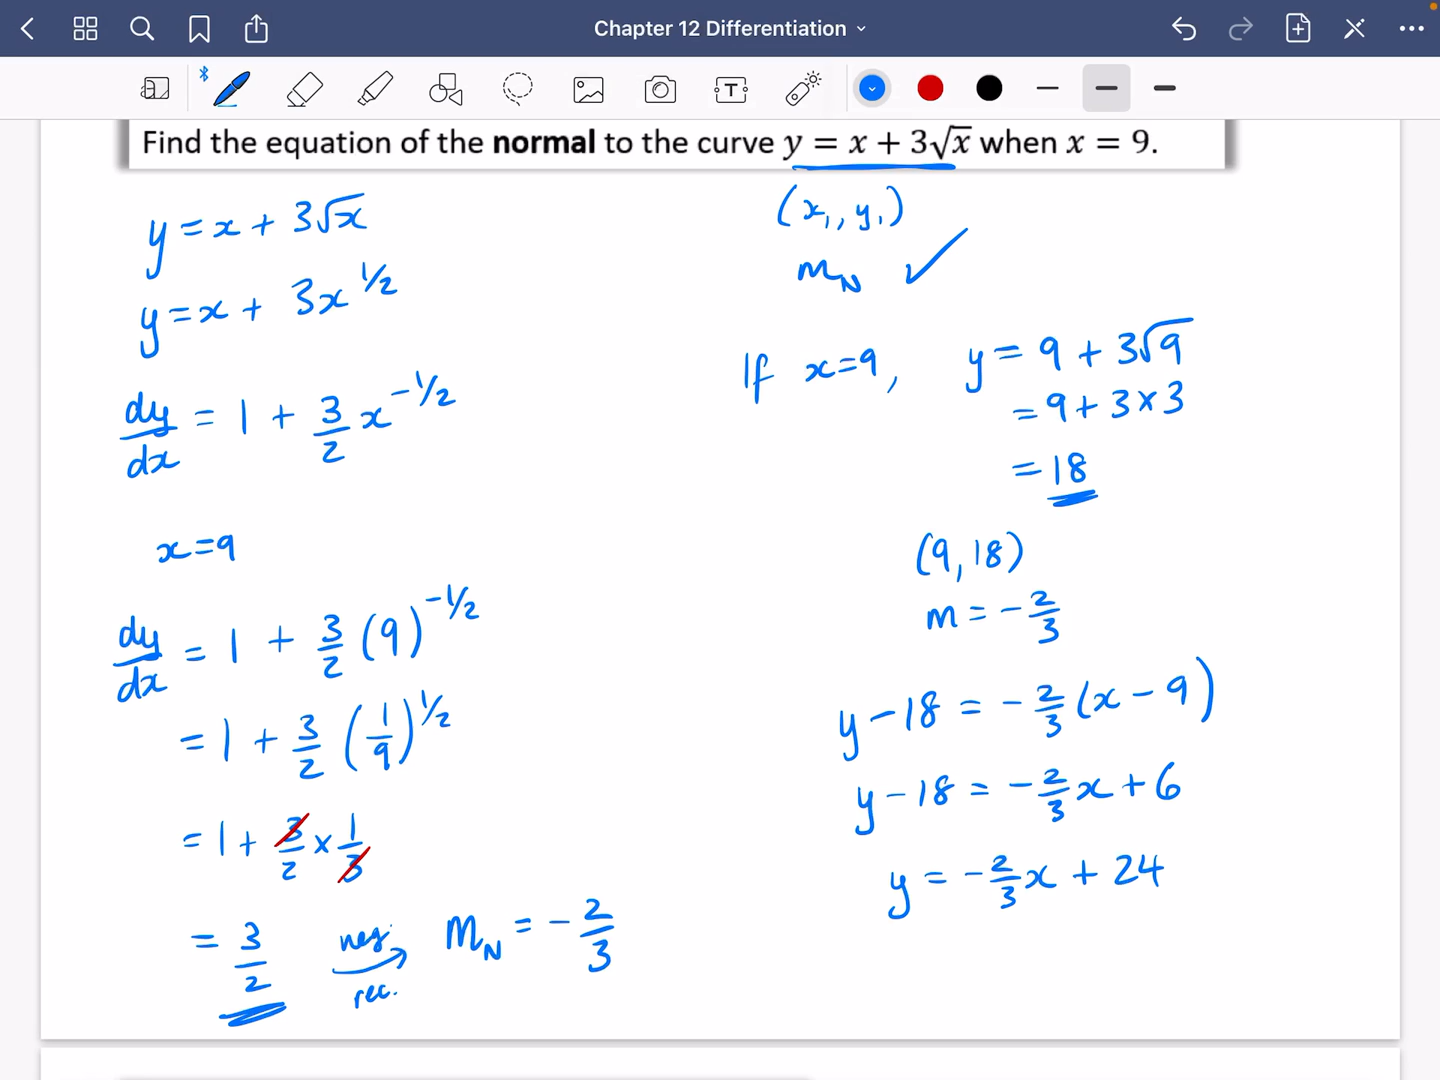 Chapter 12 Differentiation
Find the equation of the normal to the curve y = x + 3√x when x = 9.
y = x + 3√x
y = x + 3x^1/2
dy/dx = 1 + 3/2 x^-1/2
x = 9
dy/dx = 1 + 3/2 (9)^-1/2
= 1 + 3/2 (1/9)^1/2
= 1 + 3/2 × 1/3
= 3/2 neg. rec. m_N = -2/3
(x₁, y₁)
m_N ✓
If x = 9, y = 9 + 3√9
= 9 + 3 × 3
= 18
(9, 18)
m = -2/3
y - 18 = -2/3 (x - 9)
y - 18 = -2/3 x + 6
y = -2/3 x + 24